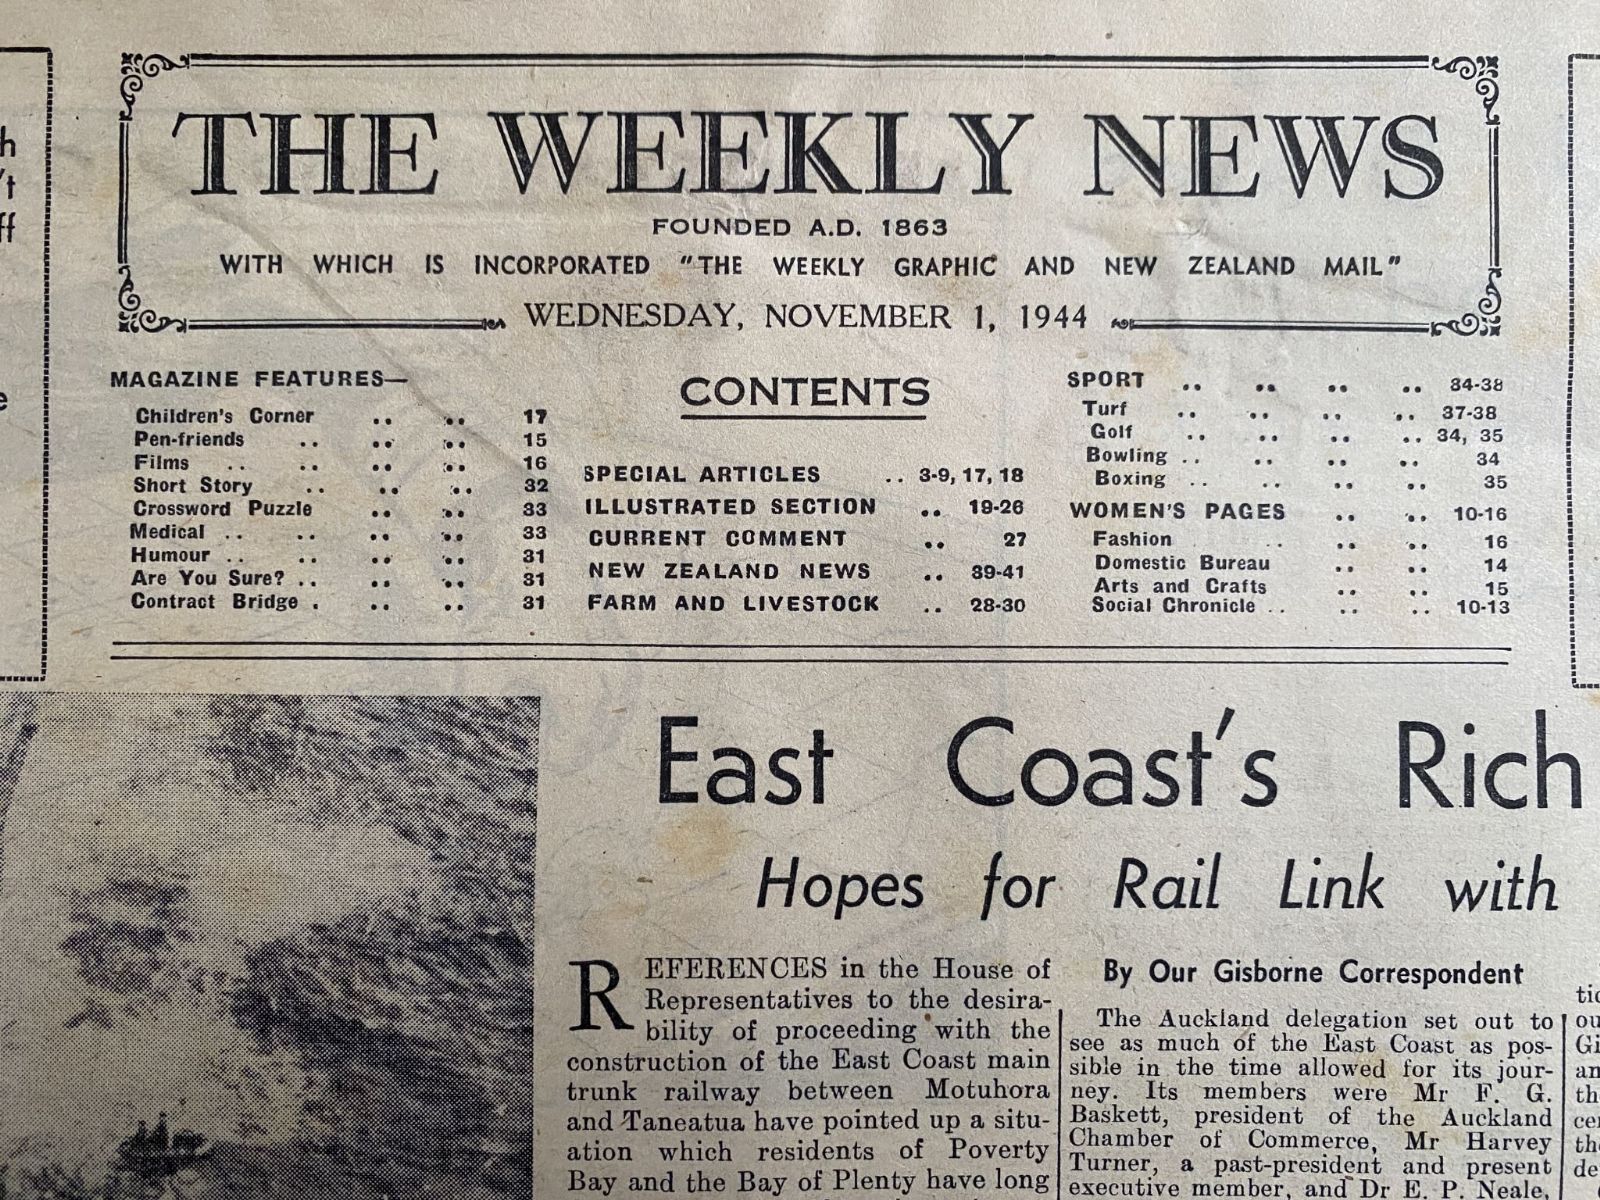 THE WEEKLY NEWS
FOUNDED A.D. 1863
WITH WHICH IS INCORPORATED "THE WEEKLY GRAPHIC AND NEW ZEALAND MAIL"
WEDNESDAY, NOVEMBER 1, 1944
MAGAZINE FEATURES—
Children's Corner .. .. 17
Pen-friends .. .. .. 15
Films .. .. .. .. 16
Short Story .. .. .. 32
Crossword Puzzle .. .. 33
Medical .. .. .. .. 33
Humour .. .. .. .. 31
Are You Sure? .. .. .. 31
Contract Bridge . .. .. 31
CONTENTS
SPECIAL ARTICLES .. 3-9, 17, 18
ILLUSTRATED SECTION .. 19-26
CURRENT COMMENT .. 27
NEW ZEALAND NEWS .. 39-41
FARM AND LIVESTOCK .. 28-30
SPORT .. .. .. .. 34-38
Turf .. .. .. .. 37-38
Golf .. .. .. .. 34, 35
Bowling .. .. .. .. 34
Boxing .. .. .. .. 35
WOMEN'S PAGES .. .. 10-16
Fashion .. .. .. 16
Domestic Bureau .. .. 14
Arts and Crafts .. .. 15
Social Chronicle .. .. .. 10-13
h
't
ff
e
East Coast's Rich
Hopes for Rail Link with
REFERENCES in the House of
Representatives to the desira-
bility of proceeding with the
construction of the East Coast main
trunk railway between Motuhora
and Taneatua have pointed up a situ-
ation which residents of Poverty
Bay and the Bay of Plenty have long
By Our Gisborne Correspondent
The Auckland delegation set out to
see as much of the East Coast as pos-
sible in the time allowed for its jour-
ney. Its members were Mr F. G.
Baskett, president of the Auckland
Chamber of Commerce, Mr Harvey
Turner, a past-president and present
executive member, and Dr E. P. Neale,
tio
ou
Gi
an
th
cer
the
de